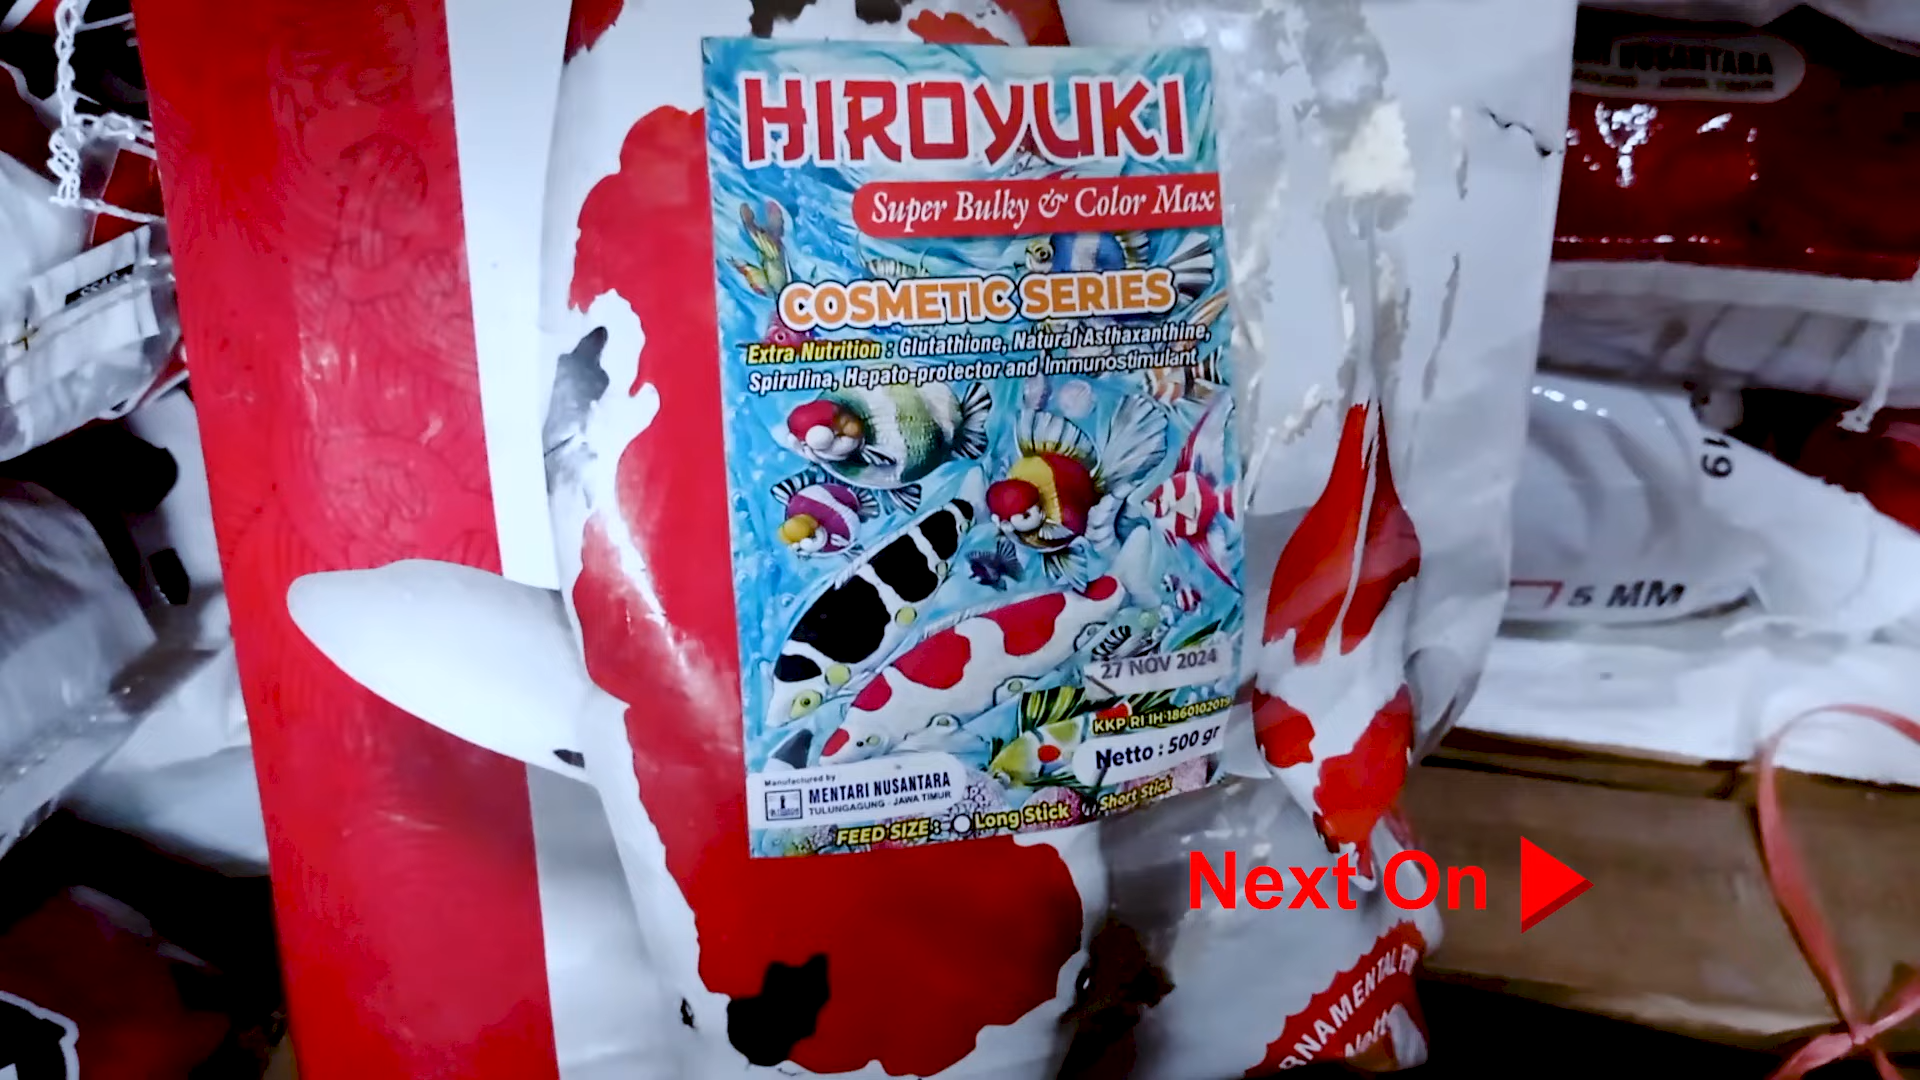 HIROYUKI
Super Bulky & Color Max
COSMETIC SERIES
Extra Nutrition : Glutathione, Natural Asthaxanthine,
Spirulina, Hepato-protector and Immunostimulant
27 NOV 2024
KKP RI IH 1860102019
Netto : 500 gr
Manufactured by
MENTARI NUSANTARA
TULUNGAGUNG - JAWA TIMUR
FEED SIZE : Long Stick Short Stick
Next On
NUSANTARA
19
5 MM
RNAMENTAL
Netto